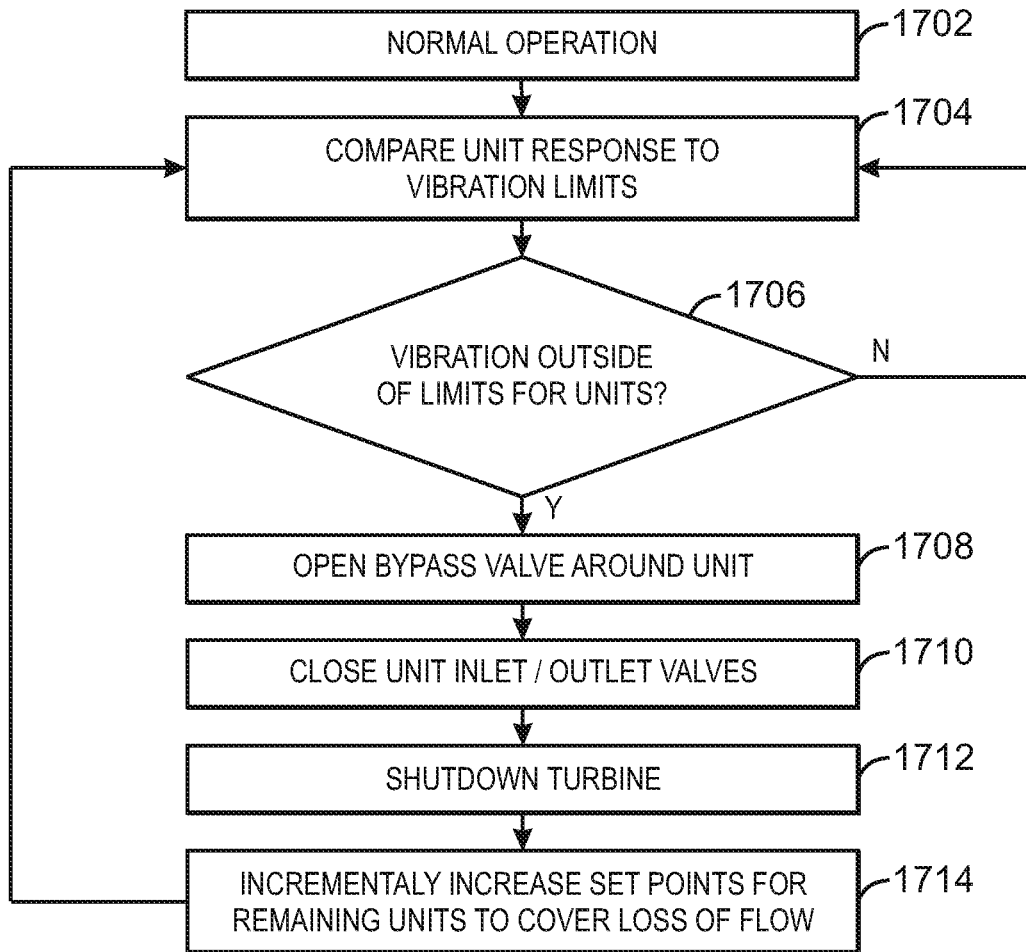 NORMAL OPERATION
1702
COMPARE UNIT RESPONSE TO
VIBRATION LIMITS
1704
VIBRATION OUTSIDE
OF LIMITS FOR UNITS?
1706
N
Y
OPEN BYPASS VALVE AROUND UNIT
1708
CLOSE UNIT INLET / OUTLET VALVES
1710
SHUTDOWN TURBINE
1712
INCREMENTALY INCREASE SET POINTS FOR
REMAINING UNITS TO COVER LOSS OF FLOW
1714